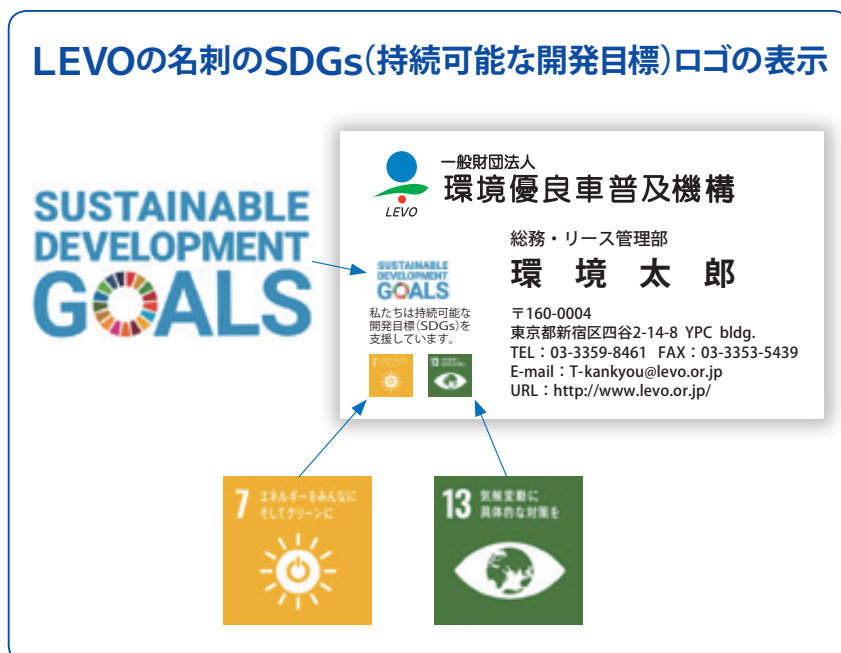 LEVOの名刺のSDGs(持続可能な開発目標)ロゴの表示
SUSTAINABLE
DEVELOPMENT
GOALS
LEVO
一般財団法人
環境優良車普及機構
総務・リース管理部
環 境 太 郎
SUSTAINABLE
DEVELOPMENT
GOALS
私たちは持続可能な
開発目標(SDGs)を
支援しています。
7
13
〒160-0004
東京都新宿区四谷2-14-8 YPC bldg.
TEL:03-3359-8461 FAX:03-3353-5439
E-mail:T-kankyou@levo.or.jp
URL:http://www.levo.or.jp/
7 エネルギーをみんなに
そしてクリーンに
13 気候変動に
具体的な対策を